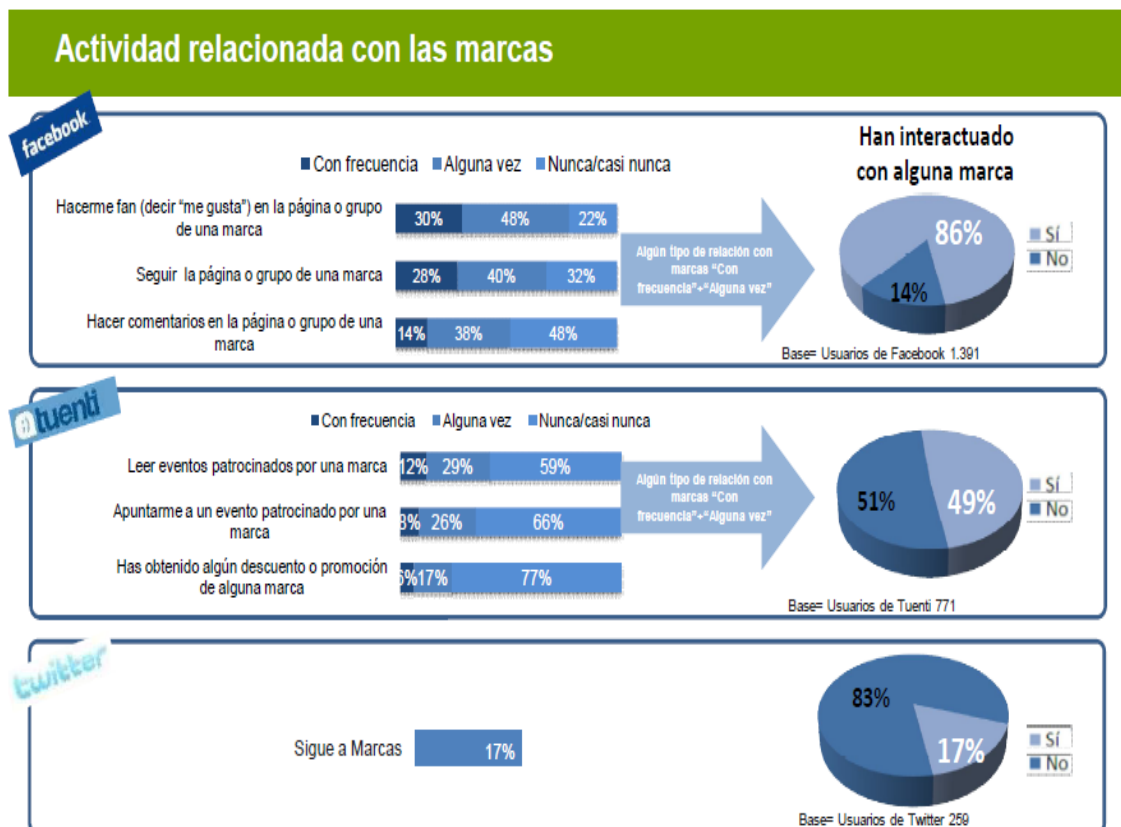 Actividad relacionada con las marcas
facebook
Con frecuencia Alguna vez Nunca/casi nunca
Han interactuado
con alguna marca
Hacerme fan (decir “me gusta”) en la página o grupo
de una marca
30% 48% 22%
Seguir la página o grupo de una marca
28% 40% 32%
Hacer comentarios en la página o grupo de una
marca
14% 38% 48%
Algún tipo de relación con
marcas “Con
frecuencia”+“Alguna vez”
86%
14%
Sí
No
Base= Usuarios de Facebook 1.391
tuenti
Con frecuencia Alguna vez Nunca/casi nunca
Leer eventos patrocinados por una marca
12% 29% 59%
Apuntarme a un evento patrocinado por una
marca
8% 26% 66%
Has obtenido algún descuento o promoción
de alguna marca
6% 17% 77%
Algún tipo de relación con
marcas “Con
frecuencia”+“Alguna vez”
51%
49%
Sí
No
Base= Usuarios de Tuenti 771
twitter
Sigue a Marcas
17%
83%
17%
Sí
No
Base= Usuarios de Twitter 259